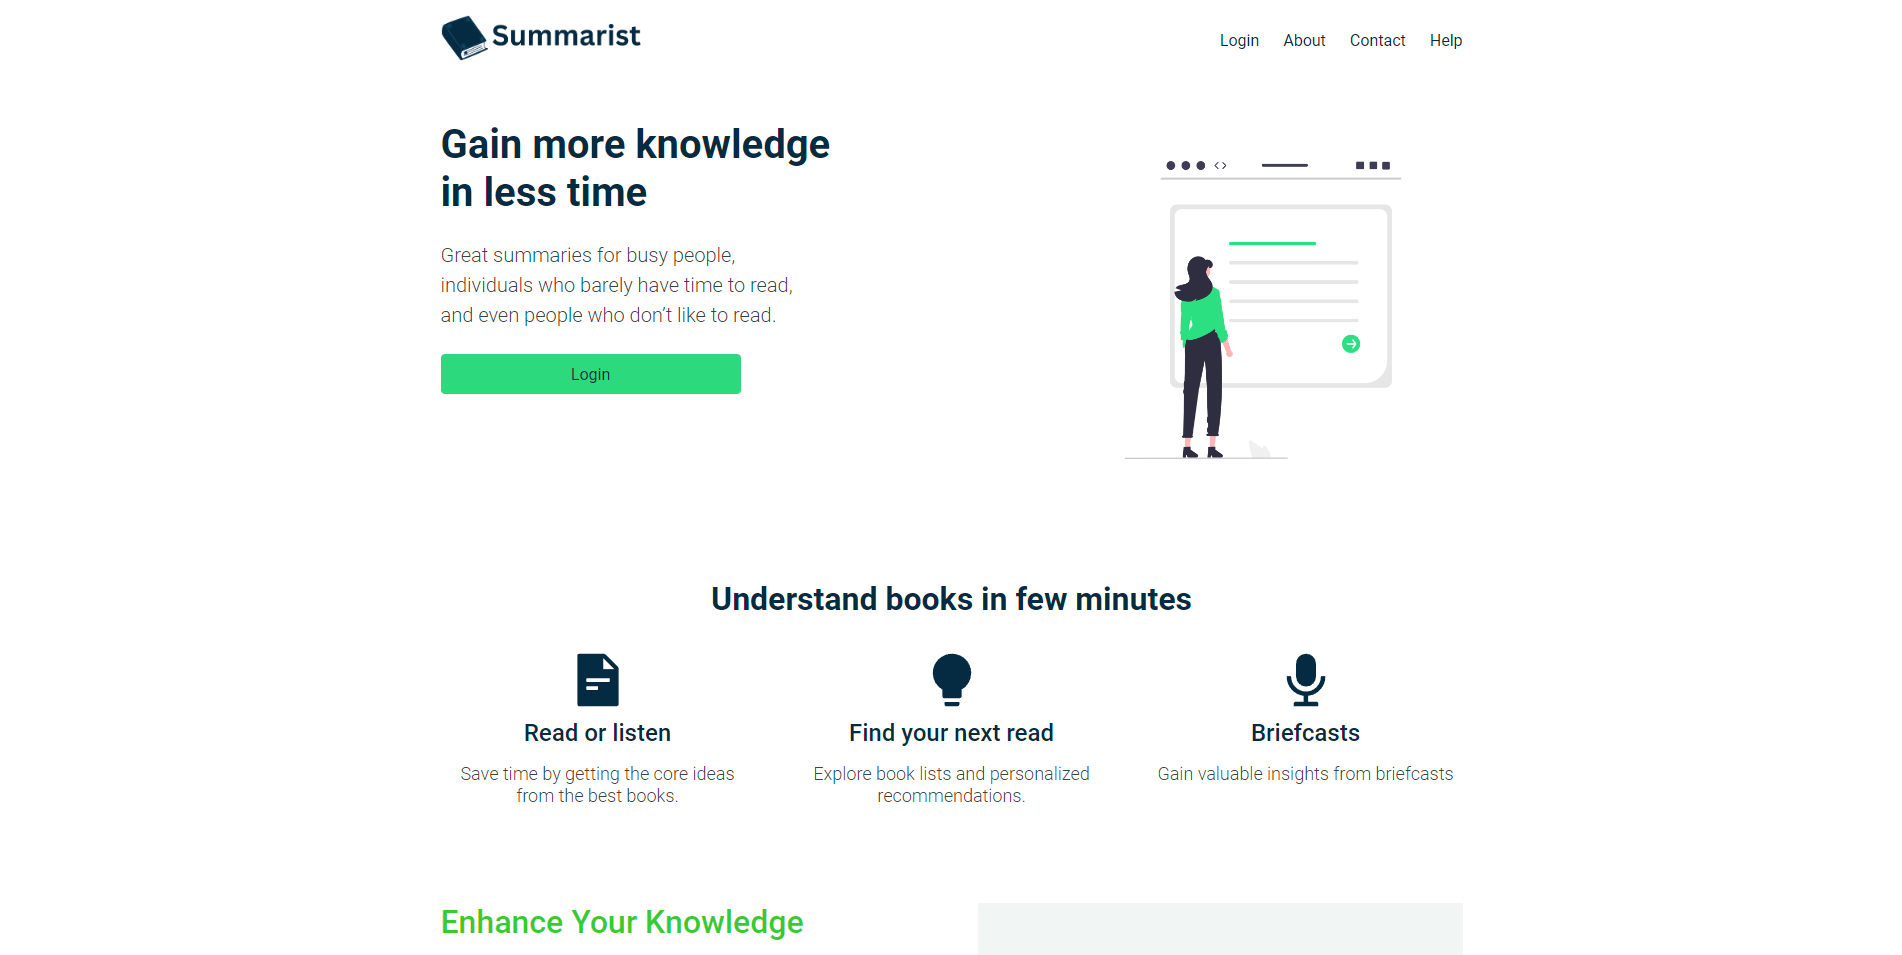 Summarist
Login About Contact Help
Gain more knowledge
in less time
Great summaries for busy people,
individuals who barely have time to read,
and even people who don’t like to read.
Login
Understand books in few minutes
Read or listen
Save time by getting the core ideas
from the best books.
Find your next read
Explore book lists and personalized
recommendations.
Briefcasts
Gain valuable insights from briefcasts
Enhance Your Knowledge